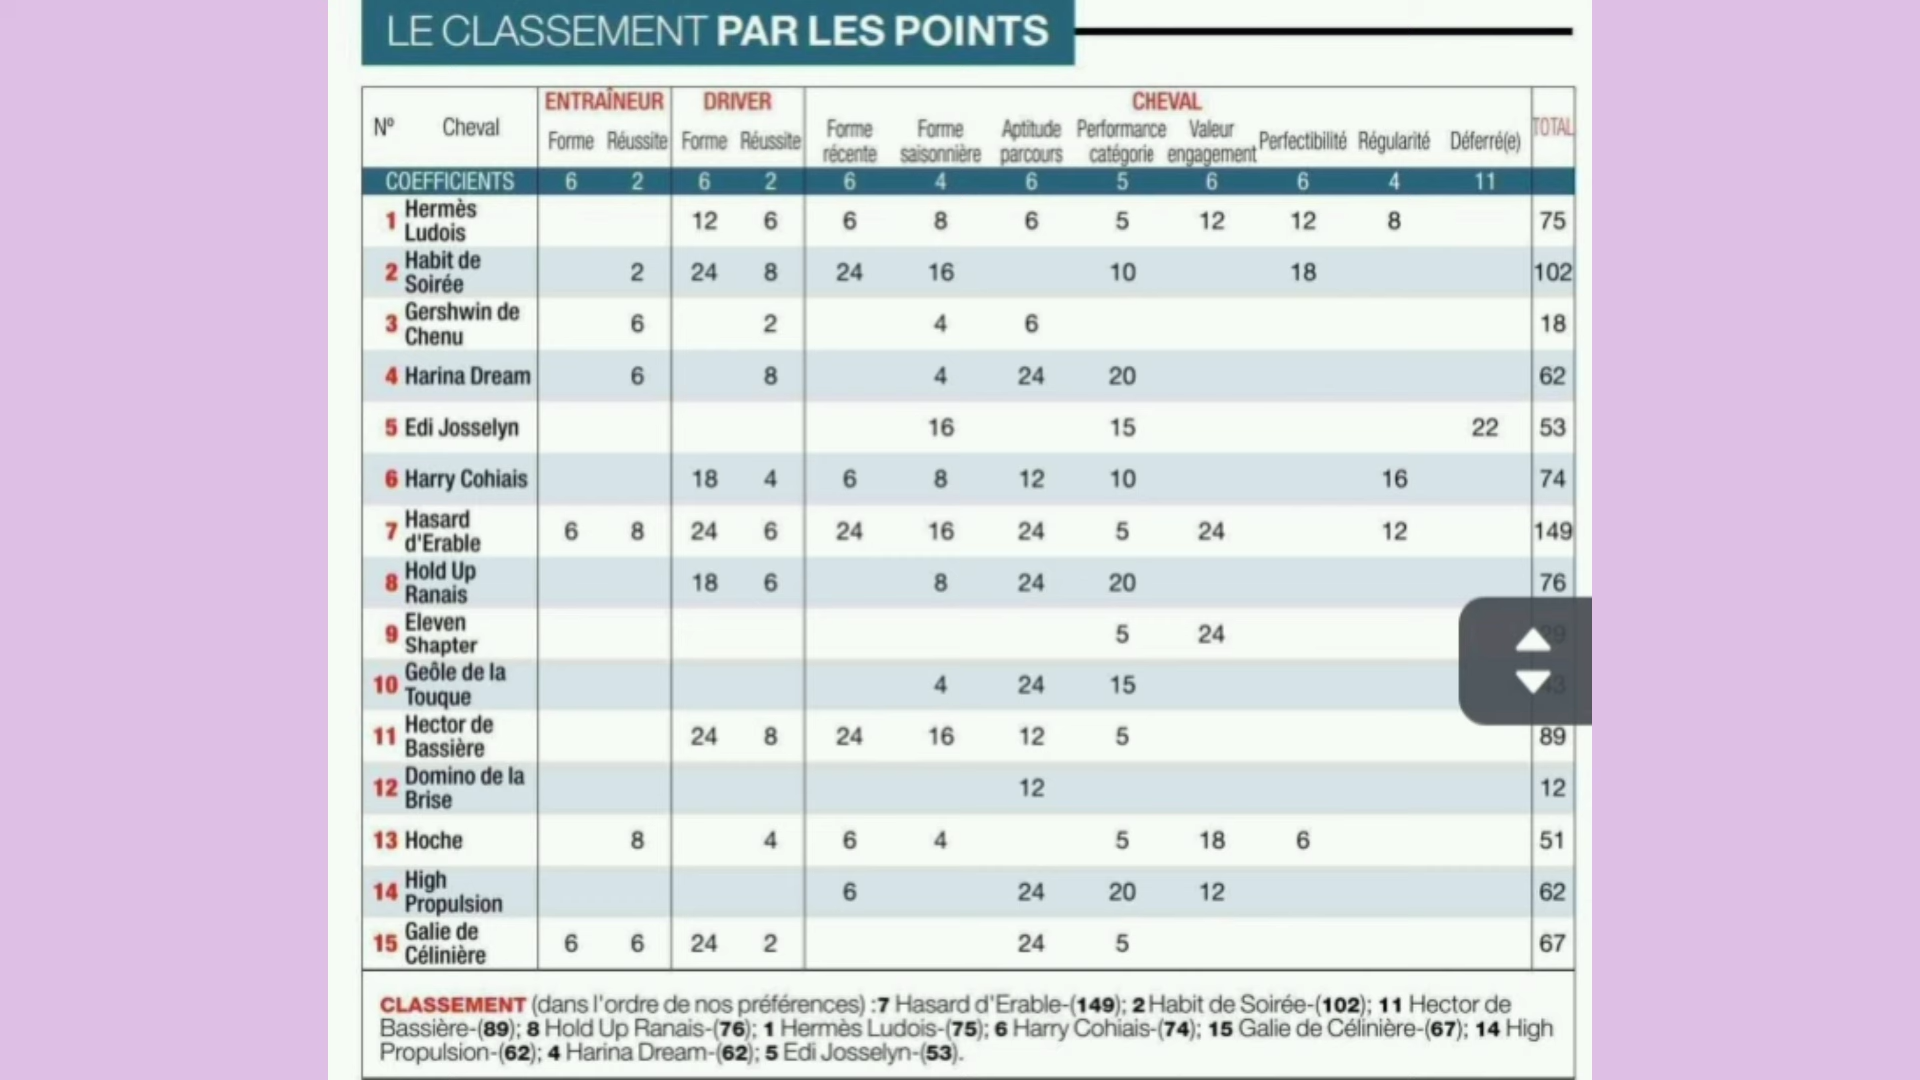 LE CLASSEMENT PAR LES POINTS
ENTRAÎNEUR DRIVER CHEVAL
Nº Cheval Forme Réussite Forme Réussite Forme récente Forme saisonnière Aptitude parcours Performance catégorie Valeur engagement Perfectibilité Régularité Déferré(e) TOTAL
COEFFICIENTS 6 2 6 2 6 4 6 5 6 6 4 11
1 Hermès Ludois 12 6 6 8 6 5 12 12 8 75
2 Habit de Soirée 2 24 8 24 16 10 18 102
3 Gershwin de Chenu 6 2 4 6 18
4 Harina Dream 6 8 4 24 20 62
5 Edi Josselyn 16 15 22 53
6 Harry Cohiais 18 4 6 8 12 10 16 74
7 Hasard d'Erable 6 8 24 6 24 16 24 5 24 12 149
8 Hold Up Ranais 18 6 8 24 20 76
9 Eleven Shapter 5 24
10 Geôle de la Touque 4 24 15
11 Hector de Bassière 24 8 24 16 12 5 89
12 Domino de la Brise 12 12
13 Hoche 8 4 6 4 5 18 6 51
14 High Propulsion 6 24 20 12 62
15 Galie de Célinière 6 6 24 2 24 5 67
CLASSEMENT (dans l'ordre de nos préférences) :7 Hasard d'Erable-(149); 2 Habit de Soirée-(102); 11 Hector de
Bassière-(89); 8 Hold Up Ranais-(76); 1 Hermès Ludois-(75); 6 Harry Cohiais-(74); 15 Galie de Célinière-(67); 14 High
Propulsion-(62); 4 Harina Dream-(62); 5 Edi Josselyn-(53).